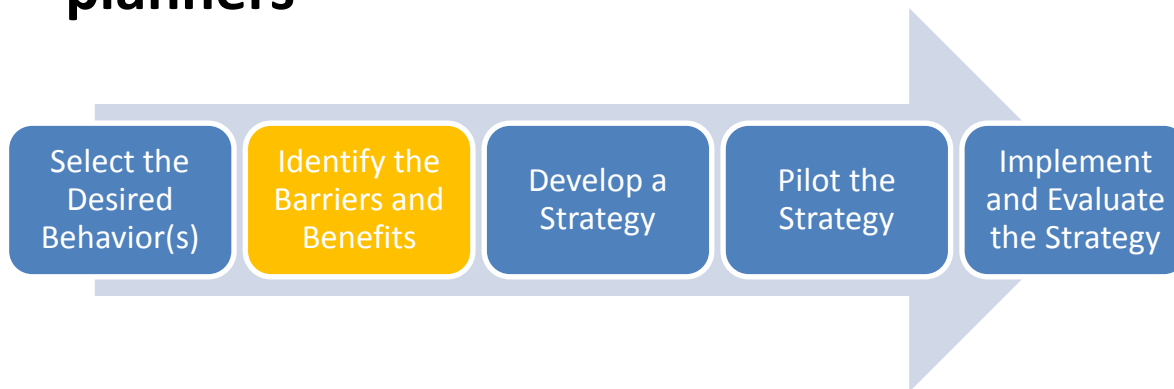 planners
Select the
Desired
Behavior(s)
Identify the
Barriers and
Benefits
Develop a
Strategy
Pilot the
Strategy
Implement
and Evaluate
the Strategy